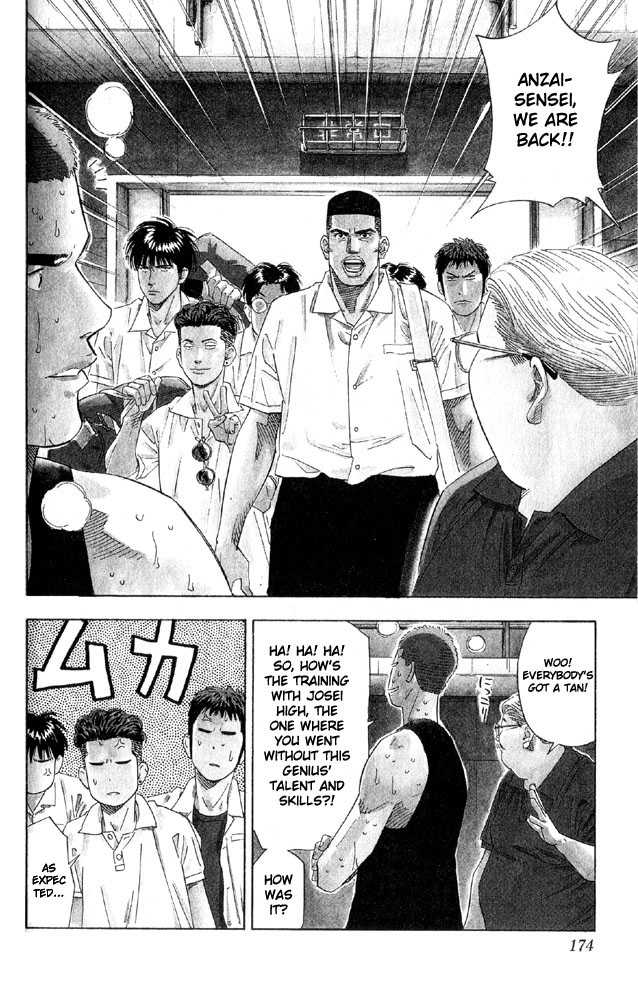 ANZAI-
SENSEI,
WE ARE
BACK!!
WOO!
EVERYBODY'S
GOT A TAN!
HA! HA! HA!
SO, HOW'S
THE TRAINING
WITH JOSEI
HIGH, THE
ONE WHERE
YOU WENT
WITHOUT THIS
GENIUS'
TALENT AND
SKILLS?!
HOW
WAS IT?
ムカ
AS
EXPEC
TED...
174